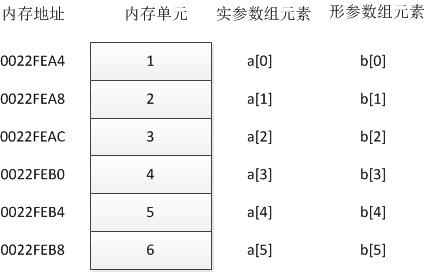 内存地址 内存单元 实参数组元素 形参数组元素
0022FEA4 1 a[0] b[0]
0022FEA8 2 a[1] b[1]
0022FEAC 3 a[2] b[2]
0022FEB0 4 a[3] b[3]
0022FEB4 5 a[4] b[4]
0022FEB8 6 a[5] b[5]